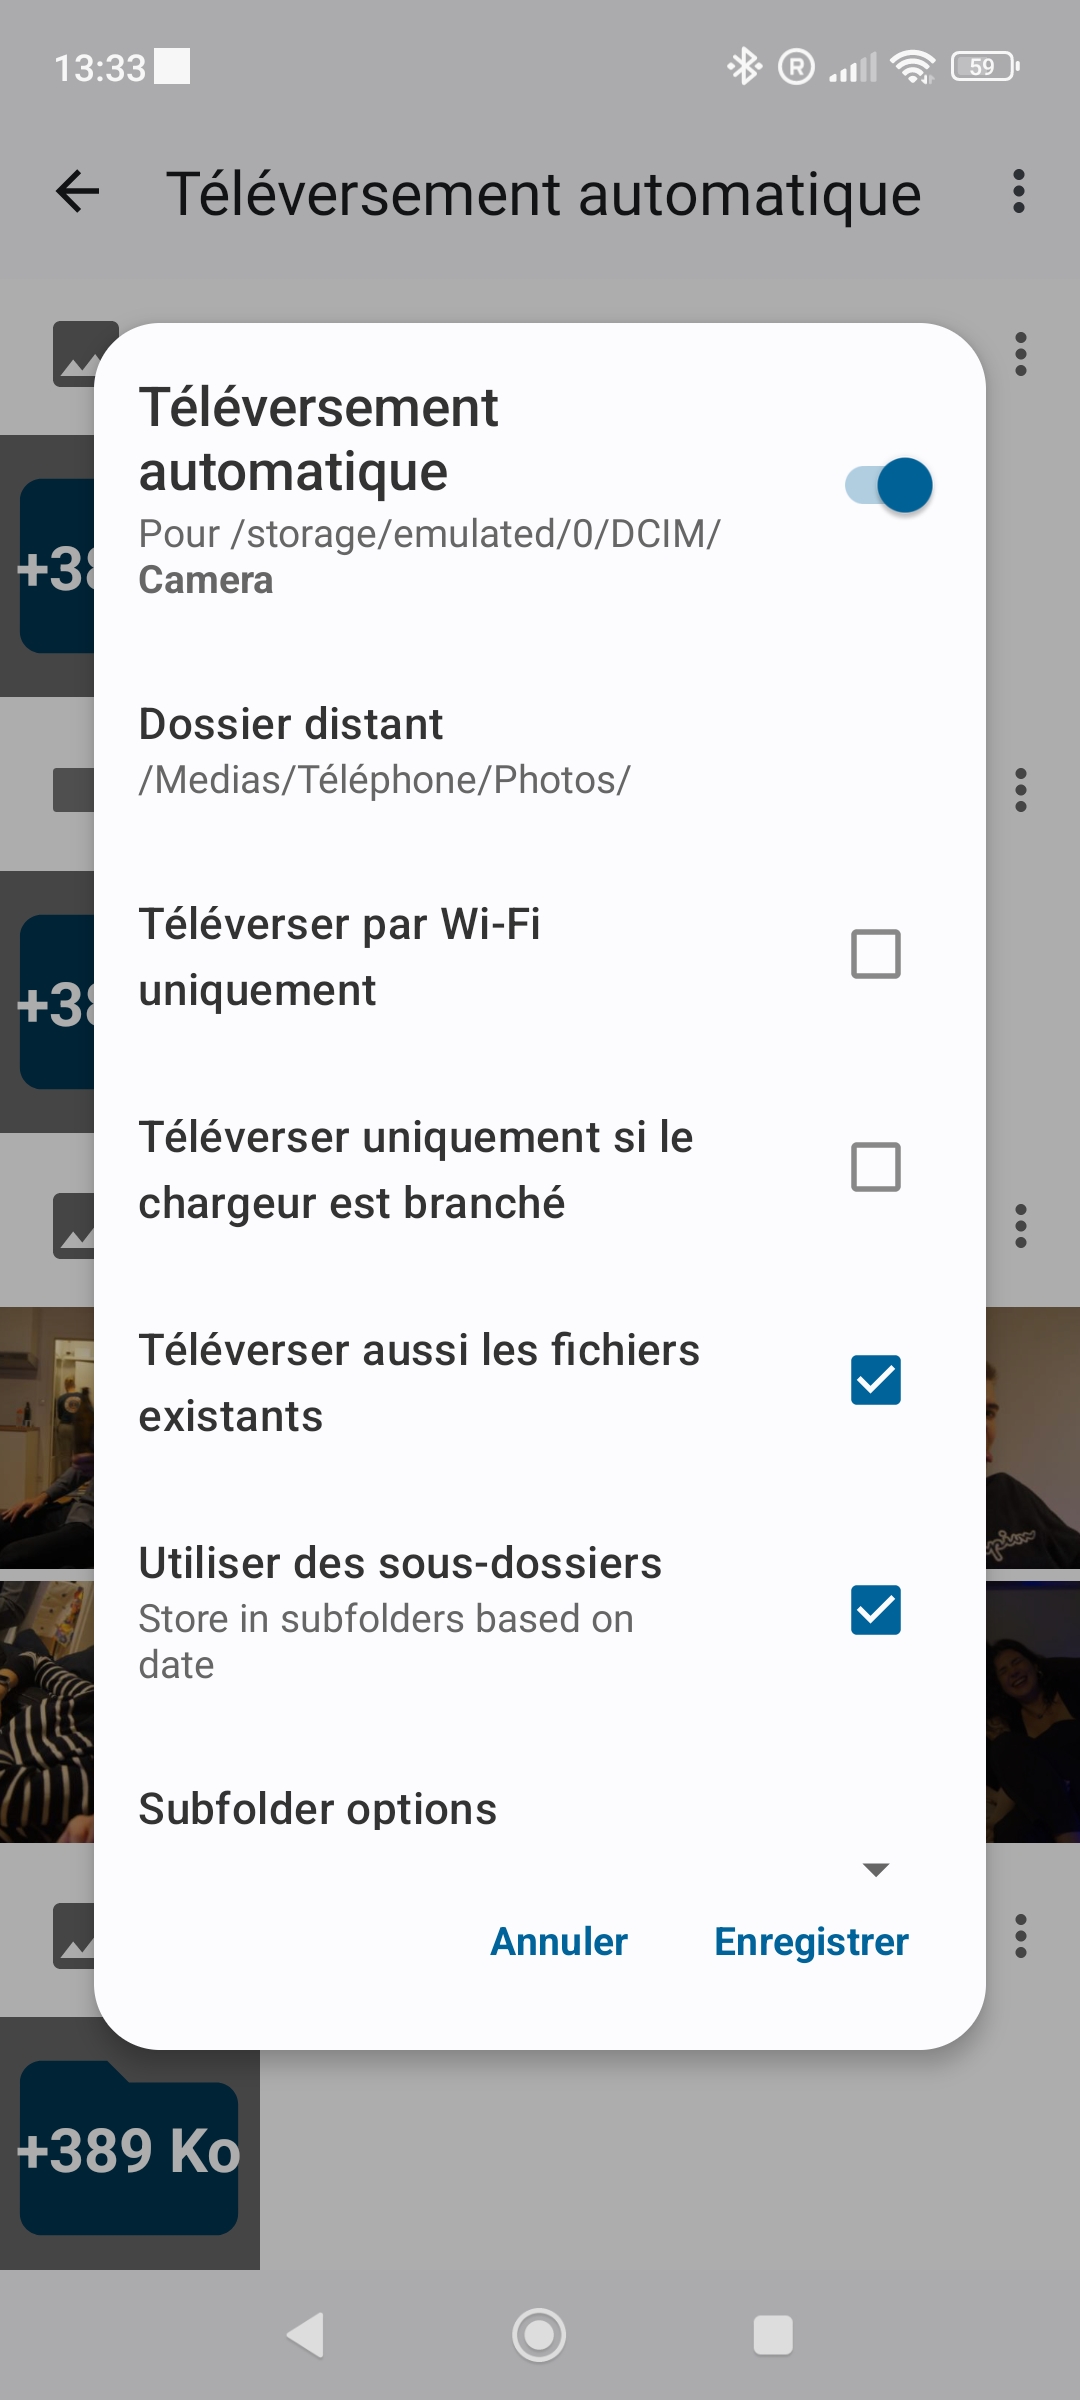 13:33
59
Téléversement automatique
Téléversement
automatique
Pour /storage/emulated/0/DCIM/
Camera
Dossier distant
/Medias/Téléphone/Photos/
Téléverser par Wi-Fi
uniquement
Téléverser uniquement si le
chargeur est branché
Téléverser aussi les fichiers
existants
Utiliser des sous-dossiers
Store in subfolders based on
date
Subfolder options
Annuler
Enregistrer
+389 Ko